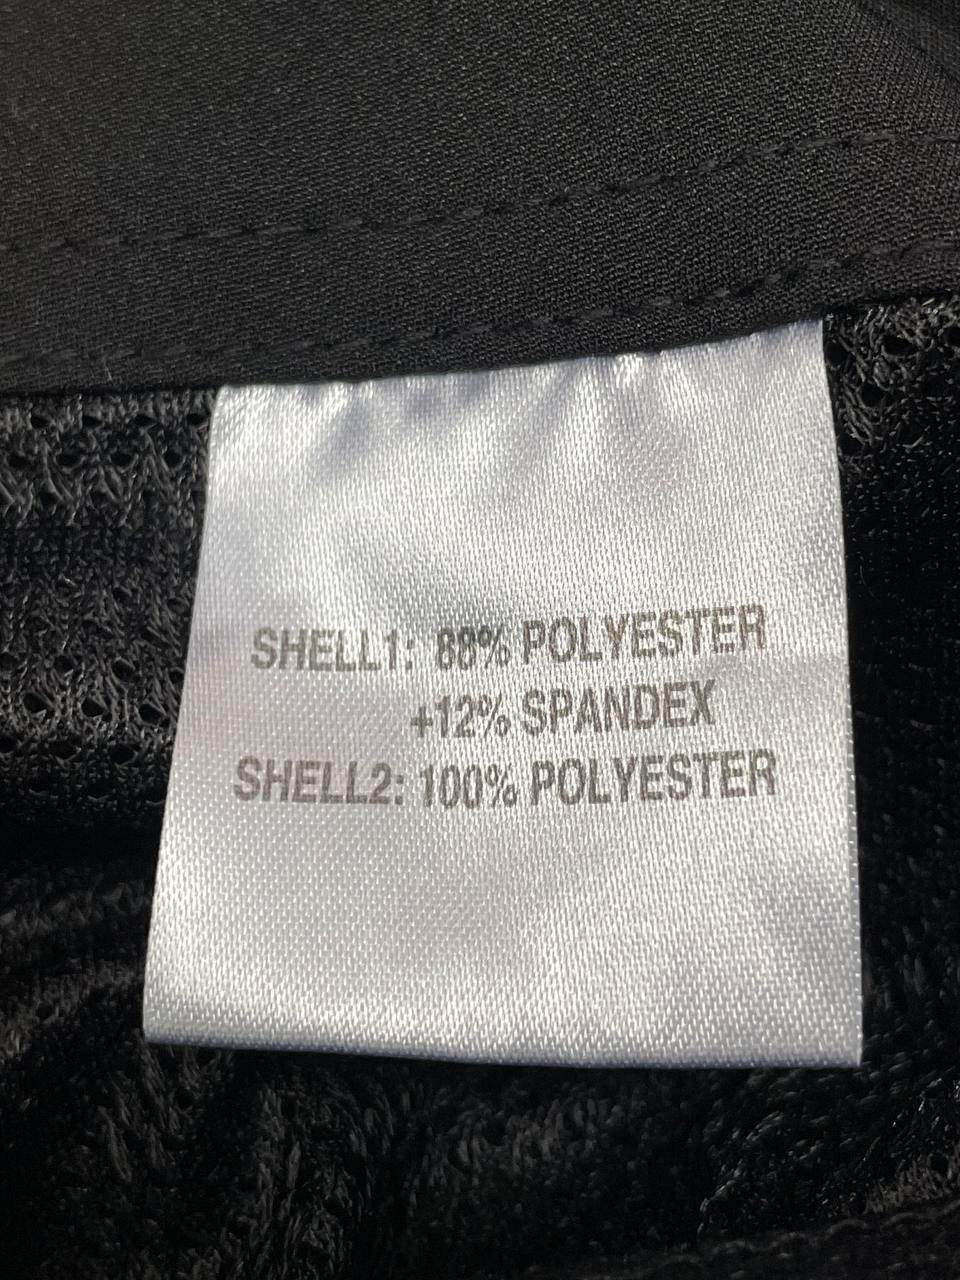 SHELL1: 88% POLYESTER
+12% SPANDEX
SHELL2: 100% POLYESTER